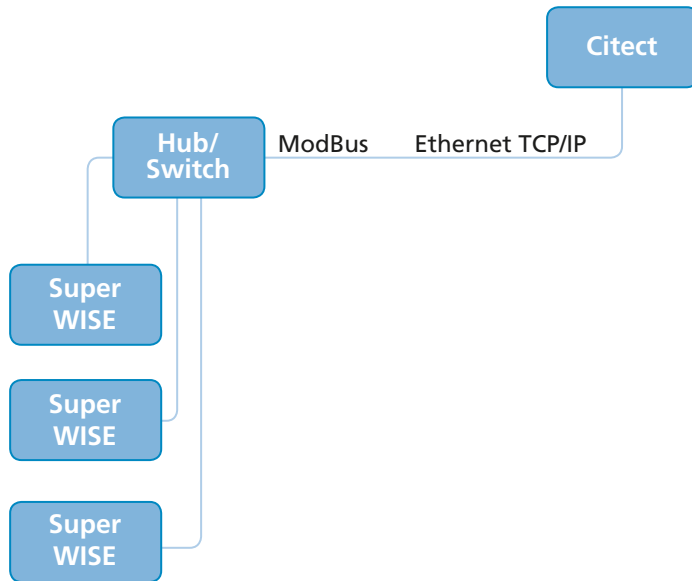 Citect
Hub/
Switch
ModBus
Ethernet TCP/IP
Super
WISE
Super
WISE
Super
WISE